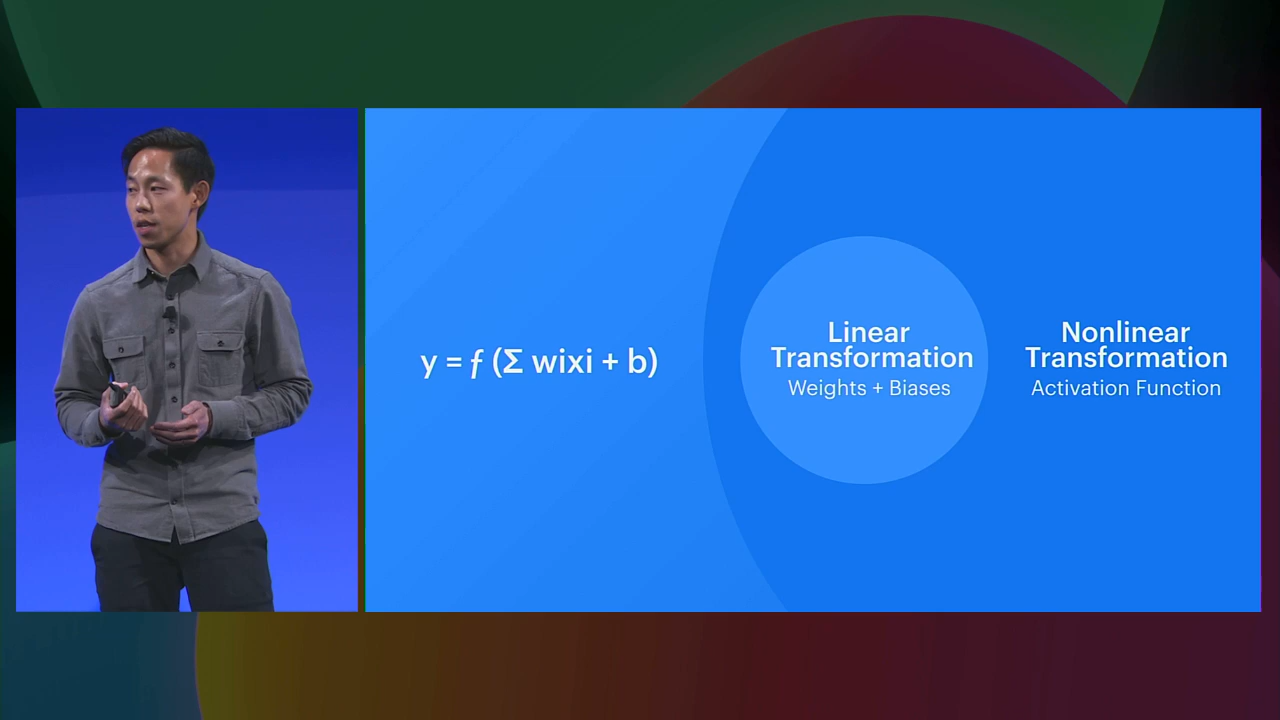 y = f (Σ wixi + b)
Linear
Transformation
Weights + Biases
Nonlinear
Transformation
Activation Function